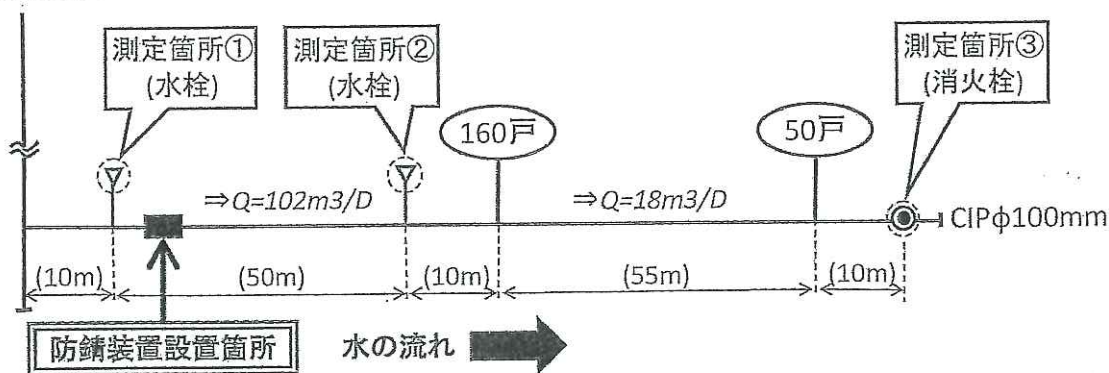 測定箇所①
(水栓)
測定箇所②
(水栓)
測定箇所③
(消火栓)
160戸
50戸
⇒Q=102m3/D
⇒Q=18m3/D
CIPφ100mm
(10m)
(50m)
(10m)
(55m)
(10m)
防錆装置設置箇所
水の流れ